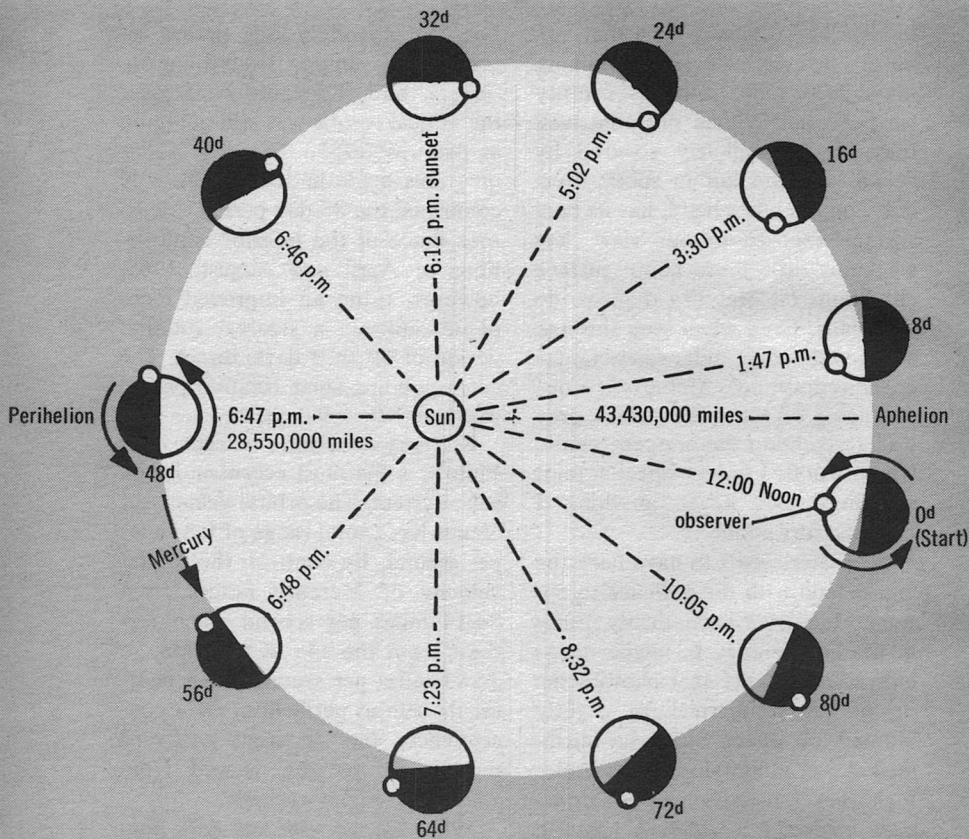 32d
24d
40d
16d
6:12 p.m. sunset
5:02 p.m.
6:46 p.m.
3:30 p.m.
8d
1:47 p.m.
Perihelion
6:47 p.m.
28,550,000 miles
Sun
43,430,000 miles
Aphelion
48d
12:00 Noon
observer
0d
(Start)
Mercury
6:48 p.m.
10:05 p.m.
7:23 p.m.
8:32 p.m.
56d
80d
64d
72d